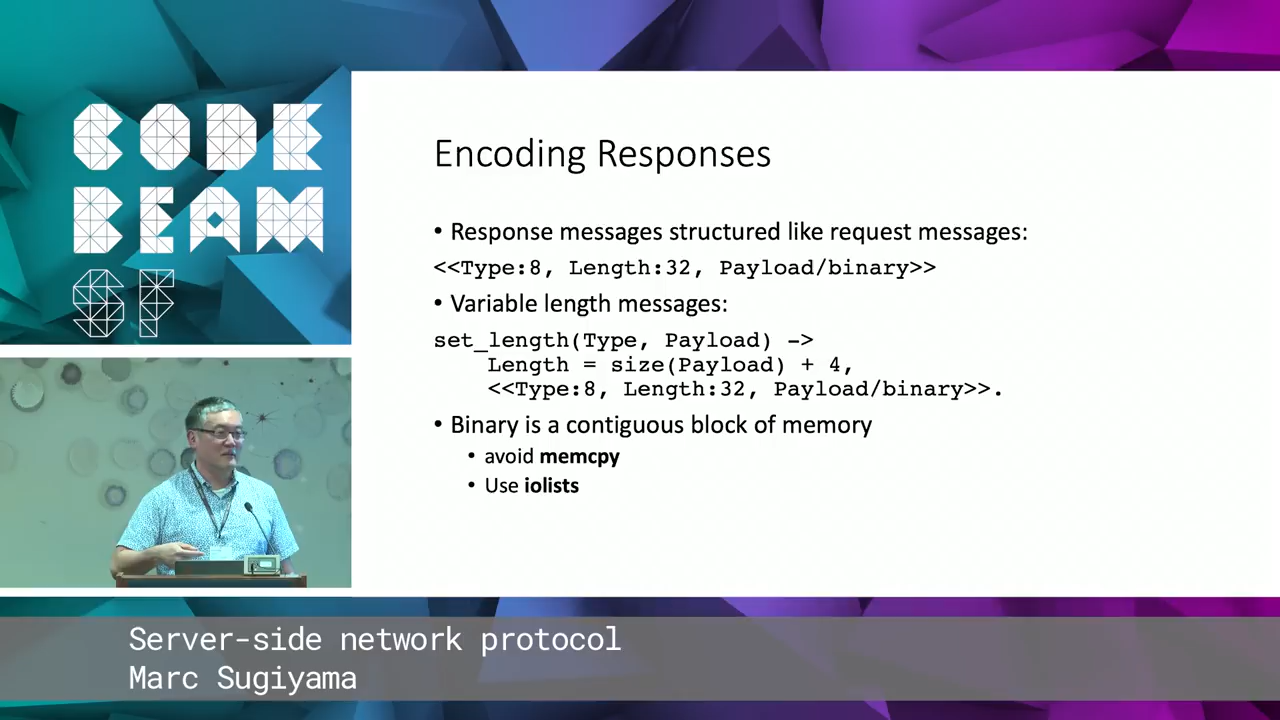 CODE
BEAM
SF
Encoding Responses
• Response messages structured like request messages:
<<Type:8, Length:32, Payload/binary>>
• Variable length messages:
set_length(Type, Payload) ->
    Length = size(Payload) + 4,
    <<Type:8, Length:32, Payload/binary>>.
• Binary is a contiguous block of memory
• avoid memcpy
• Use iolists
Server-side network protocol
Marc Sugiyama